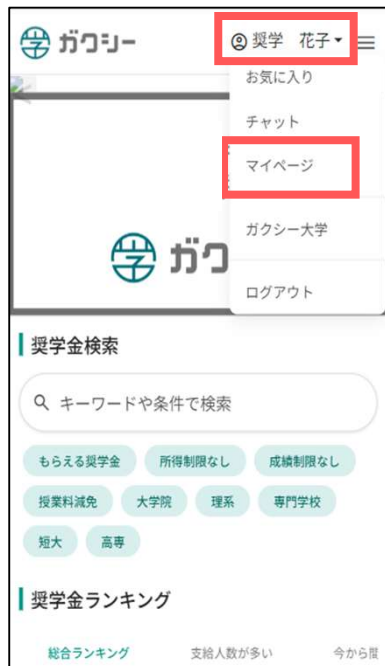 ガクシー
奨学 花子
お気に入り
チャット
マイページ
ガクシー大学
ログアウト
奨学金検索
キーワードや条件で検索
もらえる奨学金 所得制限なし 成績制限なし
授業料減免 大学院 理系 専門学校
短大 高専
奨学金ランキング
総合ランキング 支給人数が多い 今から